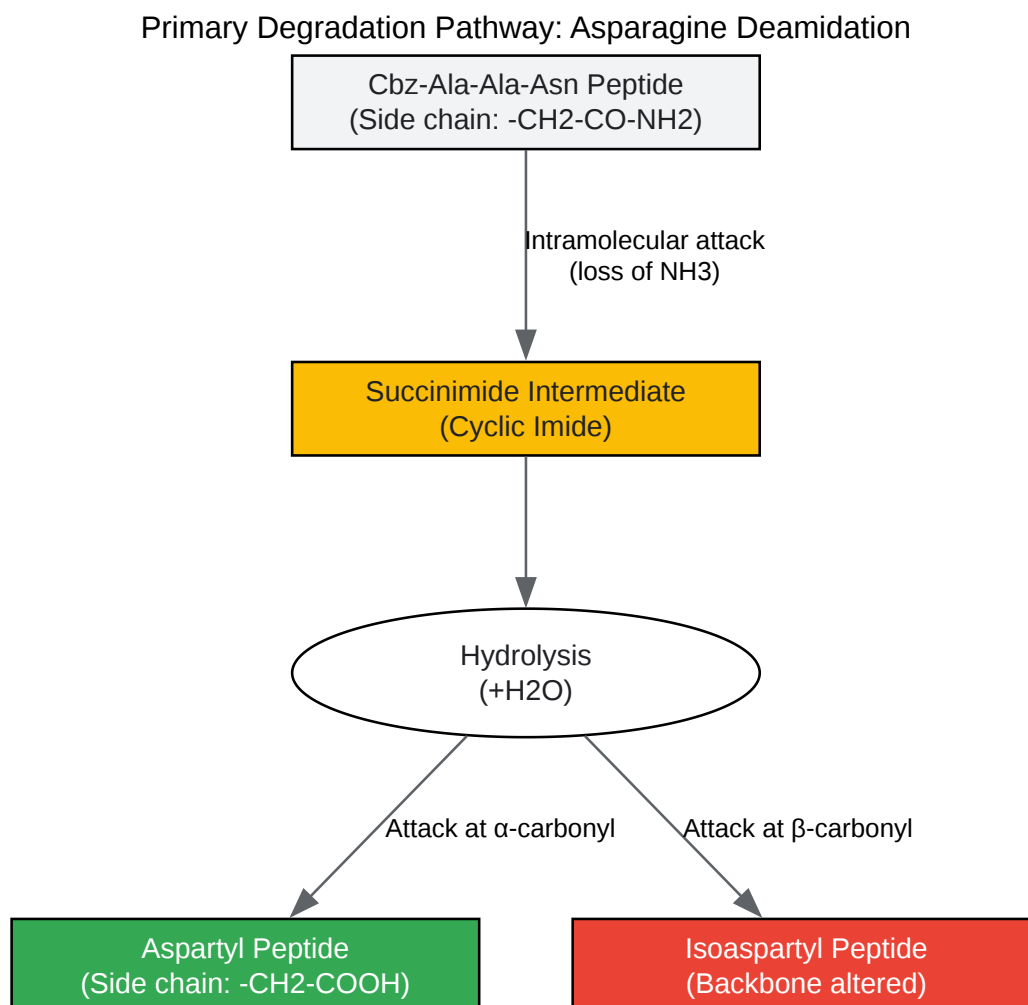 Primary Degradation Pathway: Asparagine Deamidation
Cbz-Ala-Ala-Asn Peptide
(Side chain: -CH2-CO-NH2)
Intramolecular attack
(loss of NH3)
Succinimide Intermediate
(Cyclic Imide)
Hydrolysis
(+H2O)
Attack at α-carbonyl
Attack at β-carbonyl
Aspartyl Peptide
(Side chain: -CH2-COOH)
Isoaspartyl Peptide
(Backbone altered)